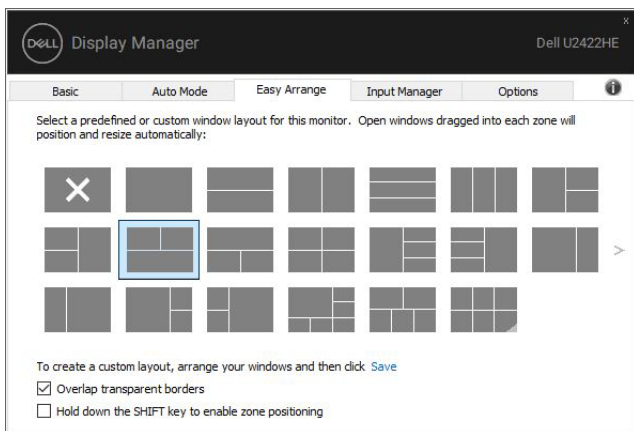 x
DELL Display Manager
Dell U2422HE
Basic
Auto Mode
Easy Arrange
Input Manager
Options
i
Select a predefined or custom window layout for this monitor. Open windows dragged into each zone will
position and resize automatically:
>
To create a custom layout, arrange your windows and then click Save
Overlap transparent borders
Hold down the SHIFT key to enable zone positioning